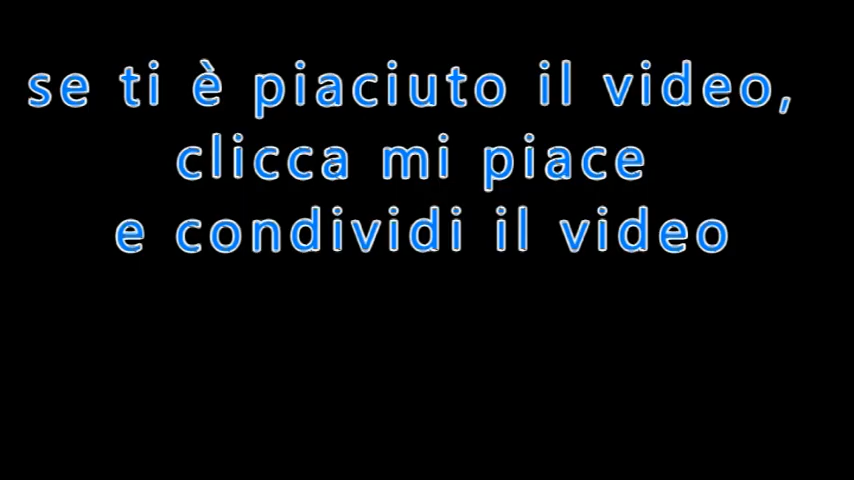 se ti è piaciuto il video,
clicca mi piace
e condividi il video